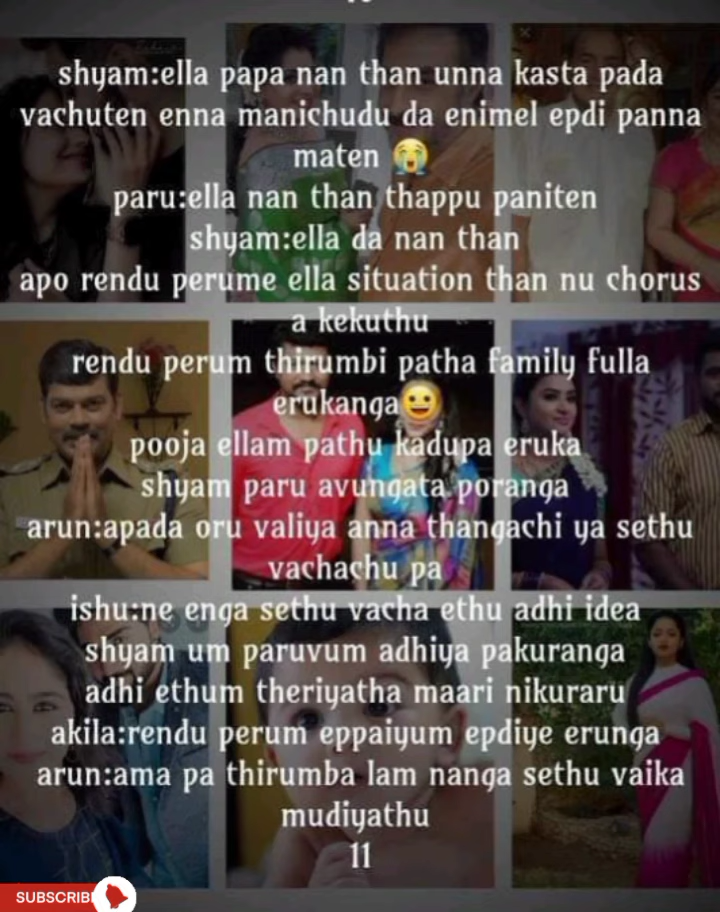 shyam:ella papa nan than unna kasta pada
vachuten enna manichudu da enimel epdi panna
maten 😭
paru:ella nan than thappu paniten
shyam:ella da nan than
apo rendu perume ella situation than nu chorus
a kekuthu
rendu perum thirumbi patha family fulla
erukanga😀
pooja ellam pathu kadupa eruka
shyam paru avungata poranga
arun:apada oru valiya anna thangachi ya sethu
vachachu pa
ishu:ne enga sethu vacha ethu adhi idea
shyam um paruvum adhiya pakuranga
adhi ethum theriyatha maari nikuraru
akila:rendu perum eppaiyum epdiye erunga
arun:ama pa thirumba lam nanga sethu vaika
mudiyathu
11